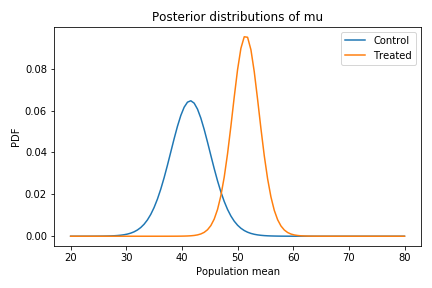 Posterior distributions of mu
Control
Treated
PDF
0.08
0.06
0.04
0.02
0.00
20 30 40 50 60 70 80
Population mean